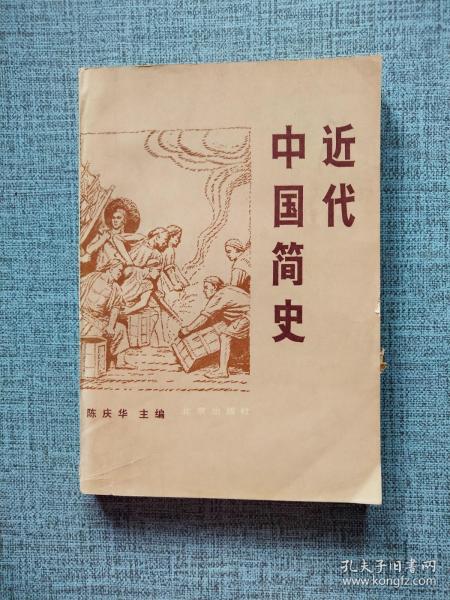 近代
中国简史
陈庆华 主编 北京出版社
孔夫子旧书网
www.kongfz.com